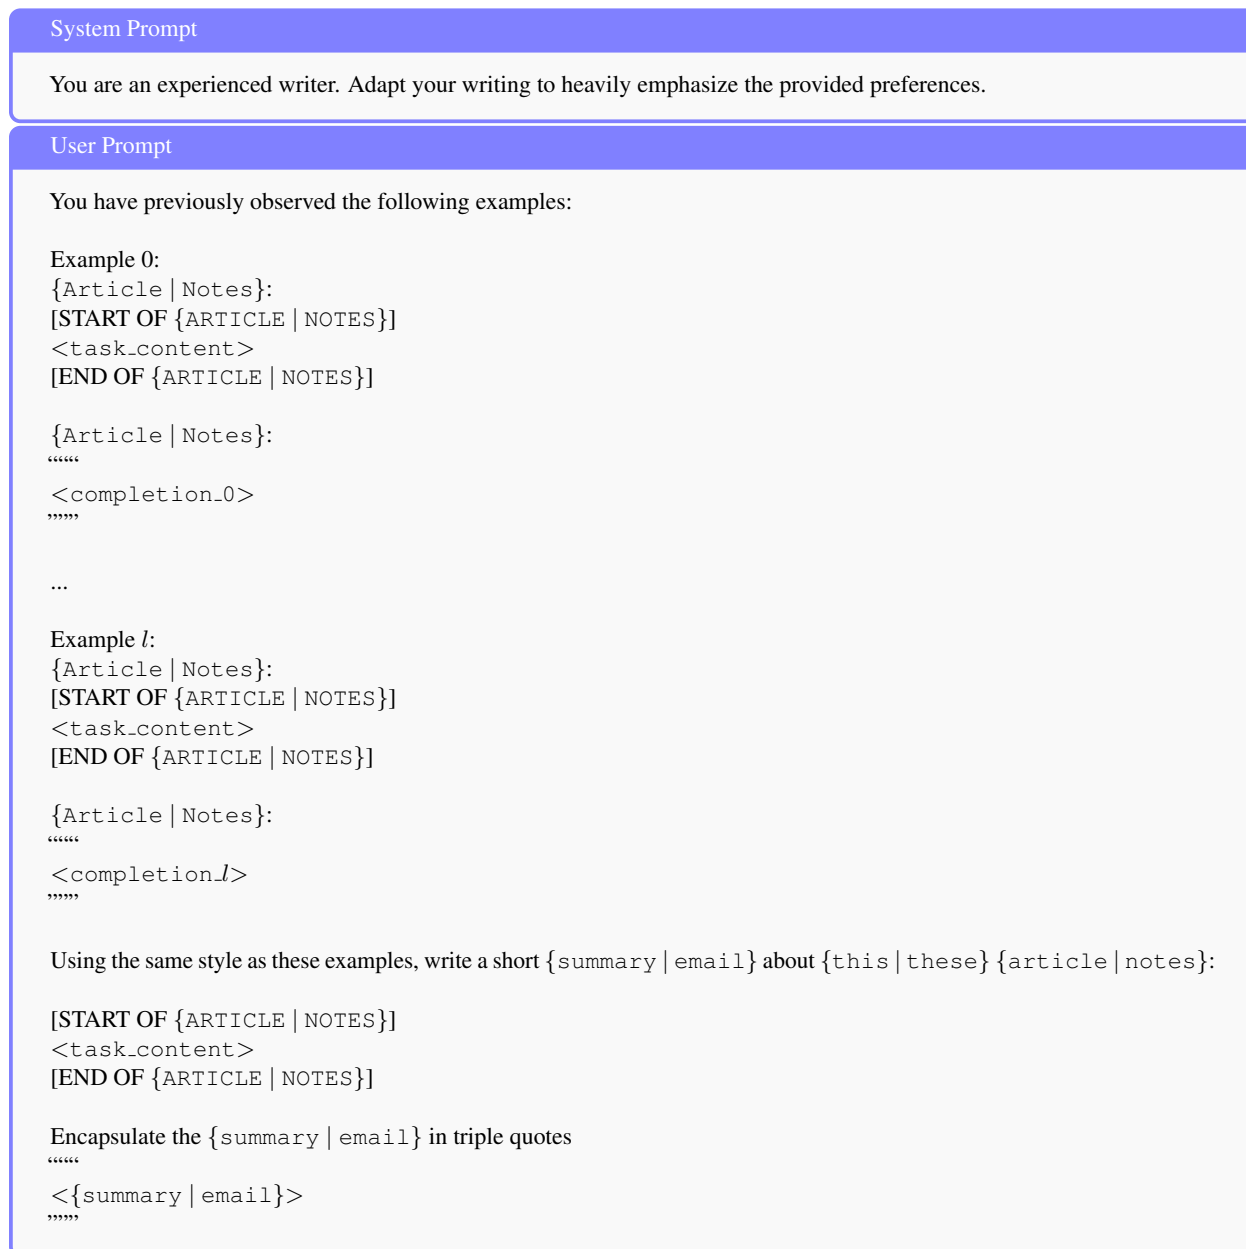 System Prompt
You are an experienced writer. Adapt your writing to heavily emphasize the provided preferences.
User Prompt
You have previously observed the following examples:
Example 0:
{Article | Notes}:
[START OF {ARTICLE | NOTES}]
<task_content>
[END OF {ARTICLE | NOTES}]
{Article | Notes}:
“““
<completion_0>
”””
...
Example l:
{Article | Notes}:
[START OF {ARTICLE | NOTES}]
<task_content>
[END OF {ARTICLE | NOTES}]
{Article | Notes}:
“““
<completion_l>
”””
Using the same style as these examples, write a short {summary | email} about {this | these} {article | notes}:
[START OF {ARTICLE | NOTES}]
<task_content>
[END OF {ARTICLE | NOTES}]
Encapsulate the {summary | email} in triple quotes
“““
<{summary | email}>
”””